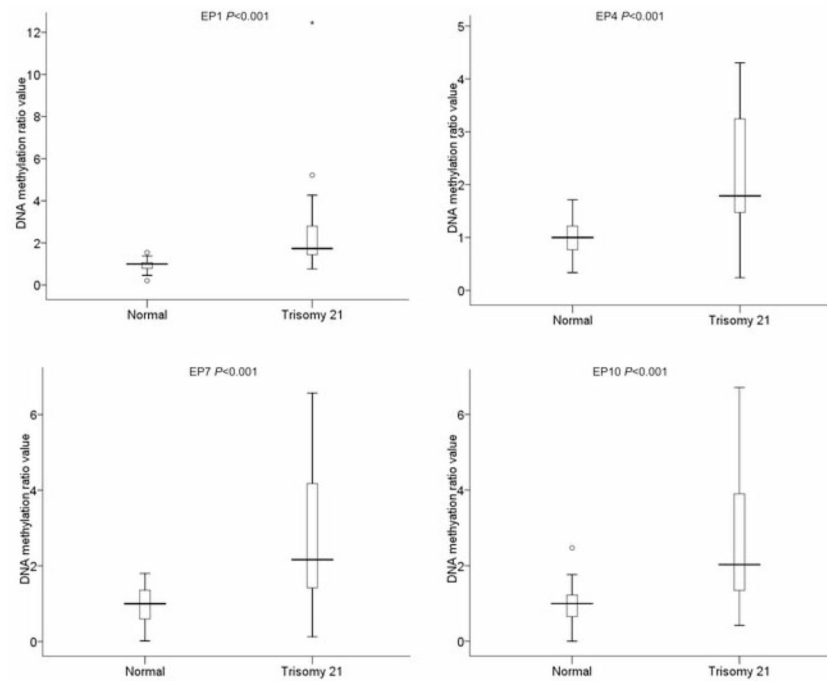 EP1 P<0.001
DNA methylation ratio value
12
10
8
6
4
2
0
*
Normal
Trisomy 21
EP4 P<0.001
DNA methylation ratio value
5
4
3
2
1
0
Normal
Trisomy 21
EP7 P<0.001
DNA methylation ratio value
6
4
2
0
Normal
Trisomy 21
EP10 P<0.001
DNA methyation ratio value
6
4
2
0
Normal
Trisomy 21